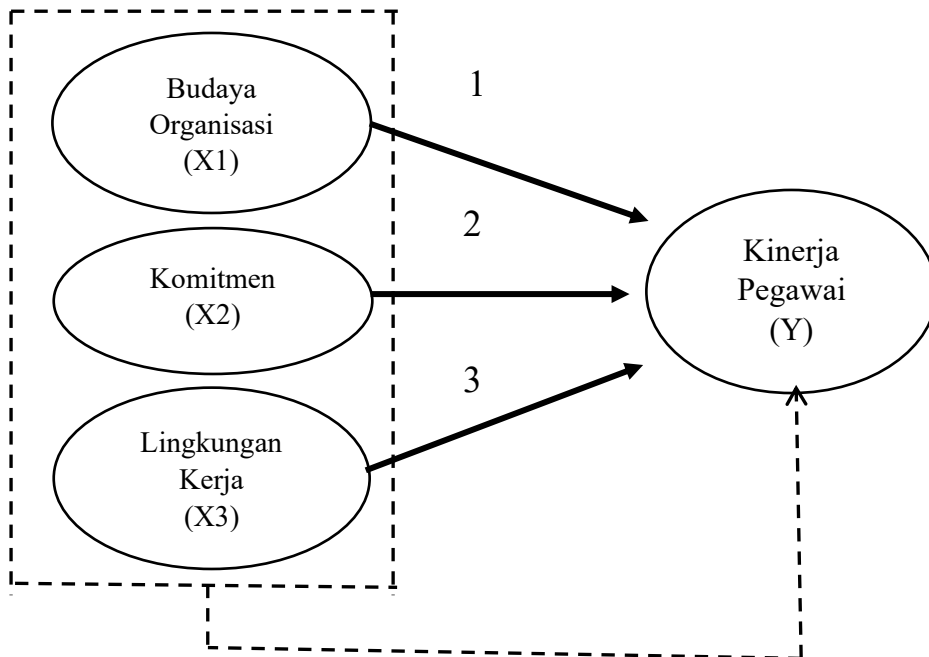 Budaya
Organisasi
(X1)
1
Komitmen
(X2)
2
Lingkungan
Kerja
(X3)
3
Kinerja
Pegawai
(Y)